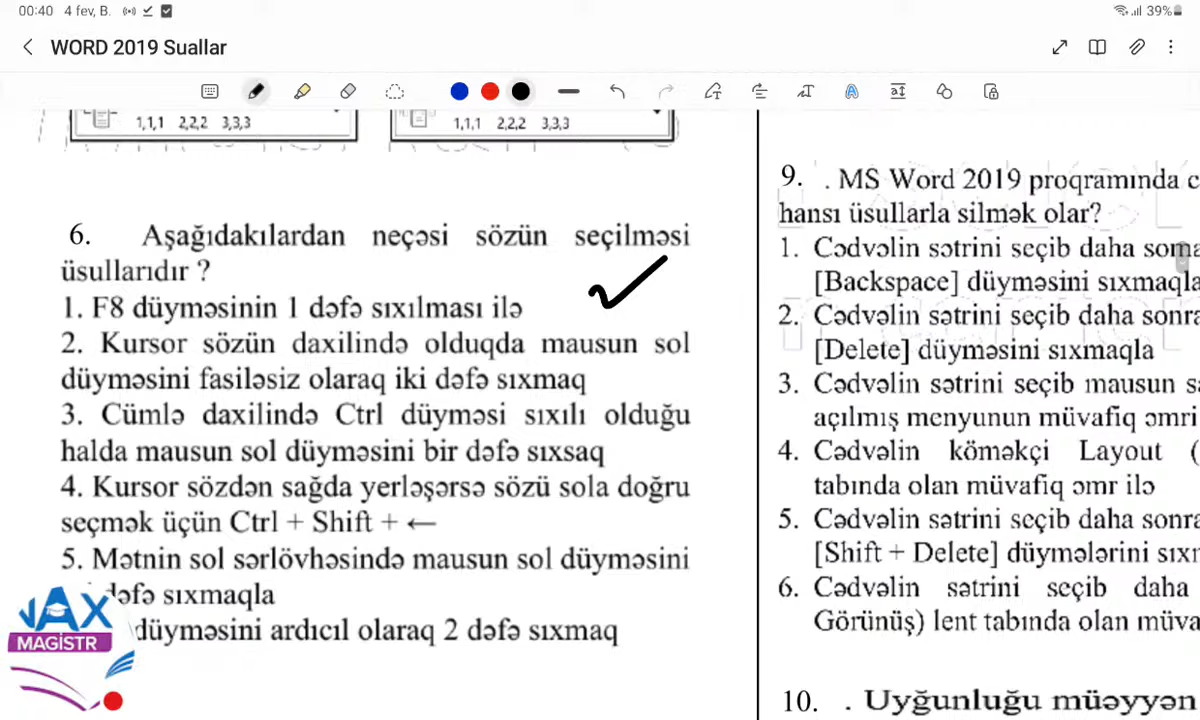 00:40 4 fev, B.
39%
WORD 2019 Suallar
1,1,1 2,2,2 3,3,3
1,1,1 2,2,2 3,3,3
6. Aşağıdakılardan neçəsi sözün seçilməsi
üsullarıdır ?
1. F8 düyməsinin 1 dəfə sıxılması ilə
2. Kursor sözün daxilində olduqda mausun sol
düyməsini fasiləsiz olaraq iki dəfə sıxmaq
3. Cümlə daxilində Ctrl düyməsi sıxılı olduğu
halda mausun sol düyməsini bir dəfə sıxsaq
4. Kursor sözdən sağda yerləşərsə sözü sola doğru
seçmək üçün Ctrl + Shift + ←
5. Mətnin sol sərlövhəsində mausun sol düyməsini
dəfə sıxmaqla
düyməsini ardıcıl olaraq 2 dəfə sıxmaq
JAX
MAGİSTR
9. . MS Word 2019 proqramında c
hansı üsullarla silmək olar?
1. Cədvəlin sətrini seçib daha sonra
[Backspace] düyməsini sıxmaqla
2. Cədvəlin sətrini seçib daha sonra
[Delete] düyməsini sıxmaqla
3. Cədvəlin sətrini seçib mausun sa
açılmış menyunun müvafiq əmri
4. Cədvəlin köməkçi Layout (
tabında olan müvafiq əmr ilə
5. Cədvəlin sətrini seçib daha sonra
[Shift + Delete] düymələrini sıxı
6. Cədvəlin sətrini seçib daha
Görünüş) lent tabında olan müva
10. . Uyğunluğu müəyyən